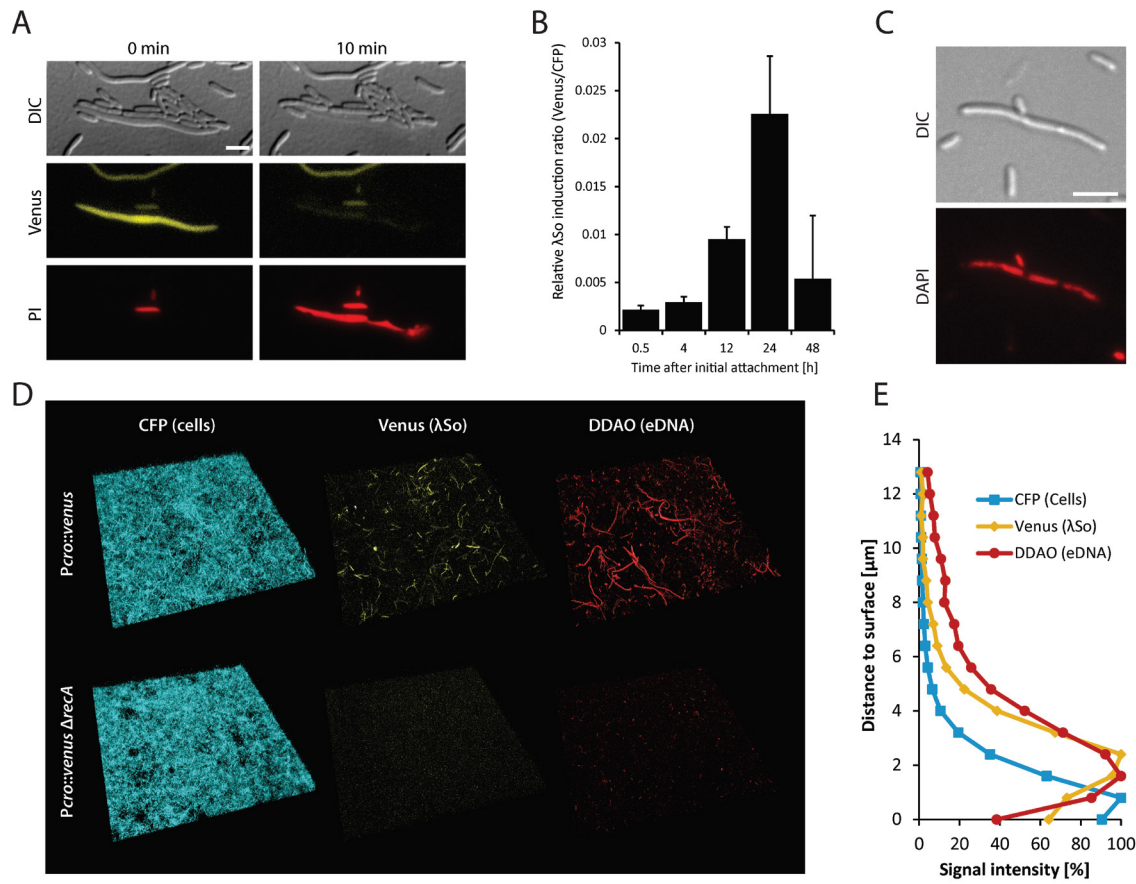 A
0 min
10 min
DIC
Venus
PI
B
Relative λSo induction ratio (Venus/CFP)
0.03
0.025
0.02
0.015
0.01
0.005
0
0.5
4
12
24
48
Time after initial attachment [h]
C
DIC
DAPI
D
CFP (cells)
Venus (λSo)
DDAO (eDNA)
Pcro::venus
Pcro::venus ΔrecA
E
Distance to surface [µm]
14
12
10
8
6
4
2
0
CFP (Cells)
Venus (λSo)
DDAO (eDNA)
0 20 40 60 80 100
Signal intensity [%]